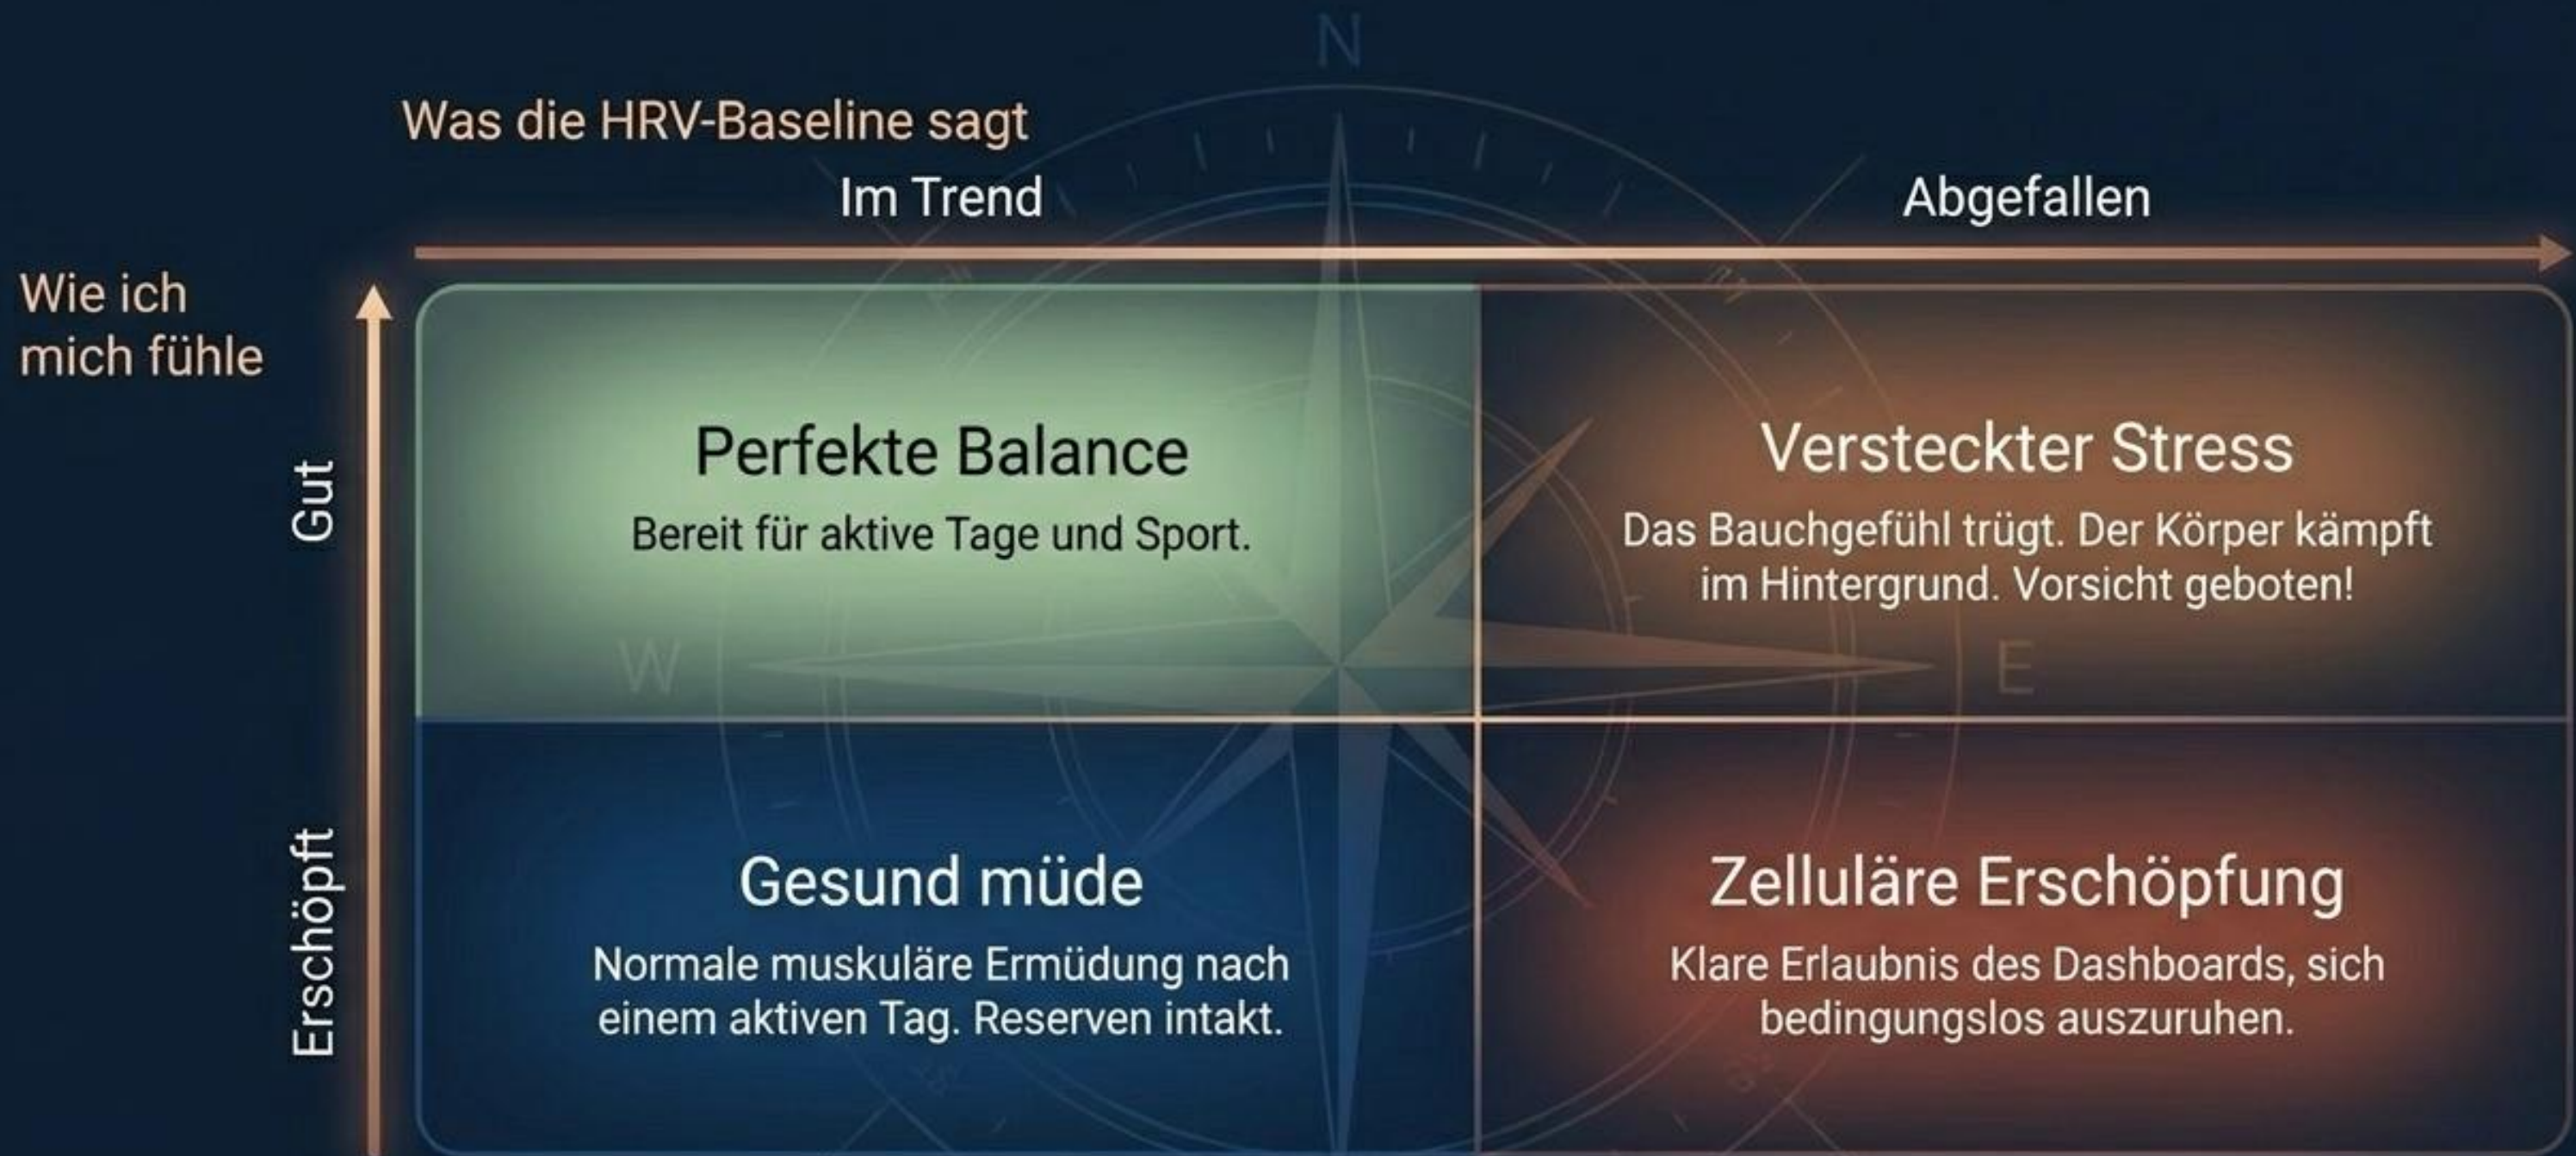 N
Was die HRV-Baseline sagt
Im Trend
Abgefallen
Wie ich
mich fühle
Gut
Perfekte Balance
Bereit für aktive Tage und Sport.
Versteckter Stress
Das Bauchgefühl trügt. Der Körper kämpft
im Hintergrund. Vorsicht geboten!
W
E
Erschöpft
Gesund müde
Normale muskuläre Ermüdung nach
einem aktiven Tag. Reserven intakt.
Zelluläre Erschöpfung
Klare Erlaubnis des Dashboards, sich
bedingungslos auszuruhen.